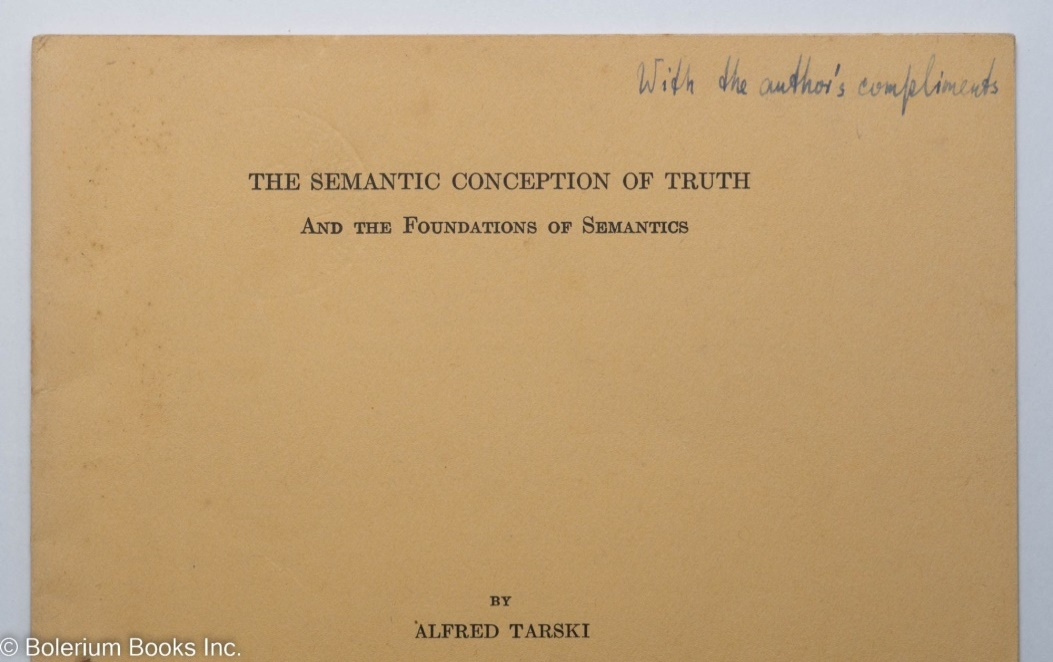 With the author's compliments
THE SEMANTIC CONCEPTION OF TRUTH
AND THE FOUNDATIONS OF SEMANTICS
BY
ALFRED TARSKI
© Bolerium Books Inc.